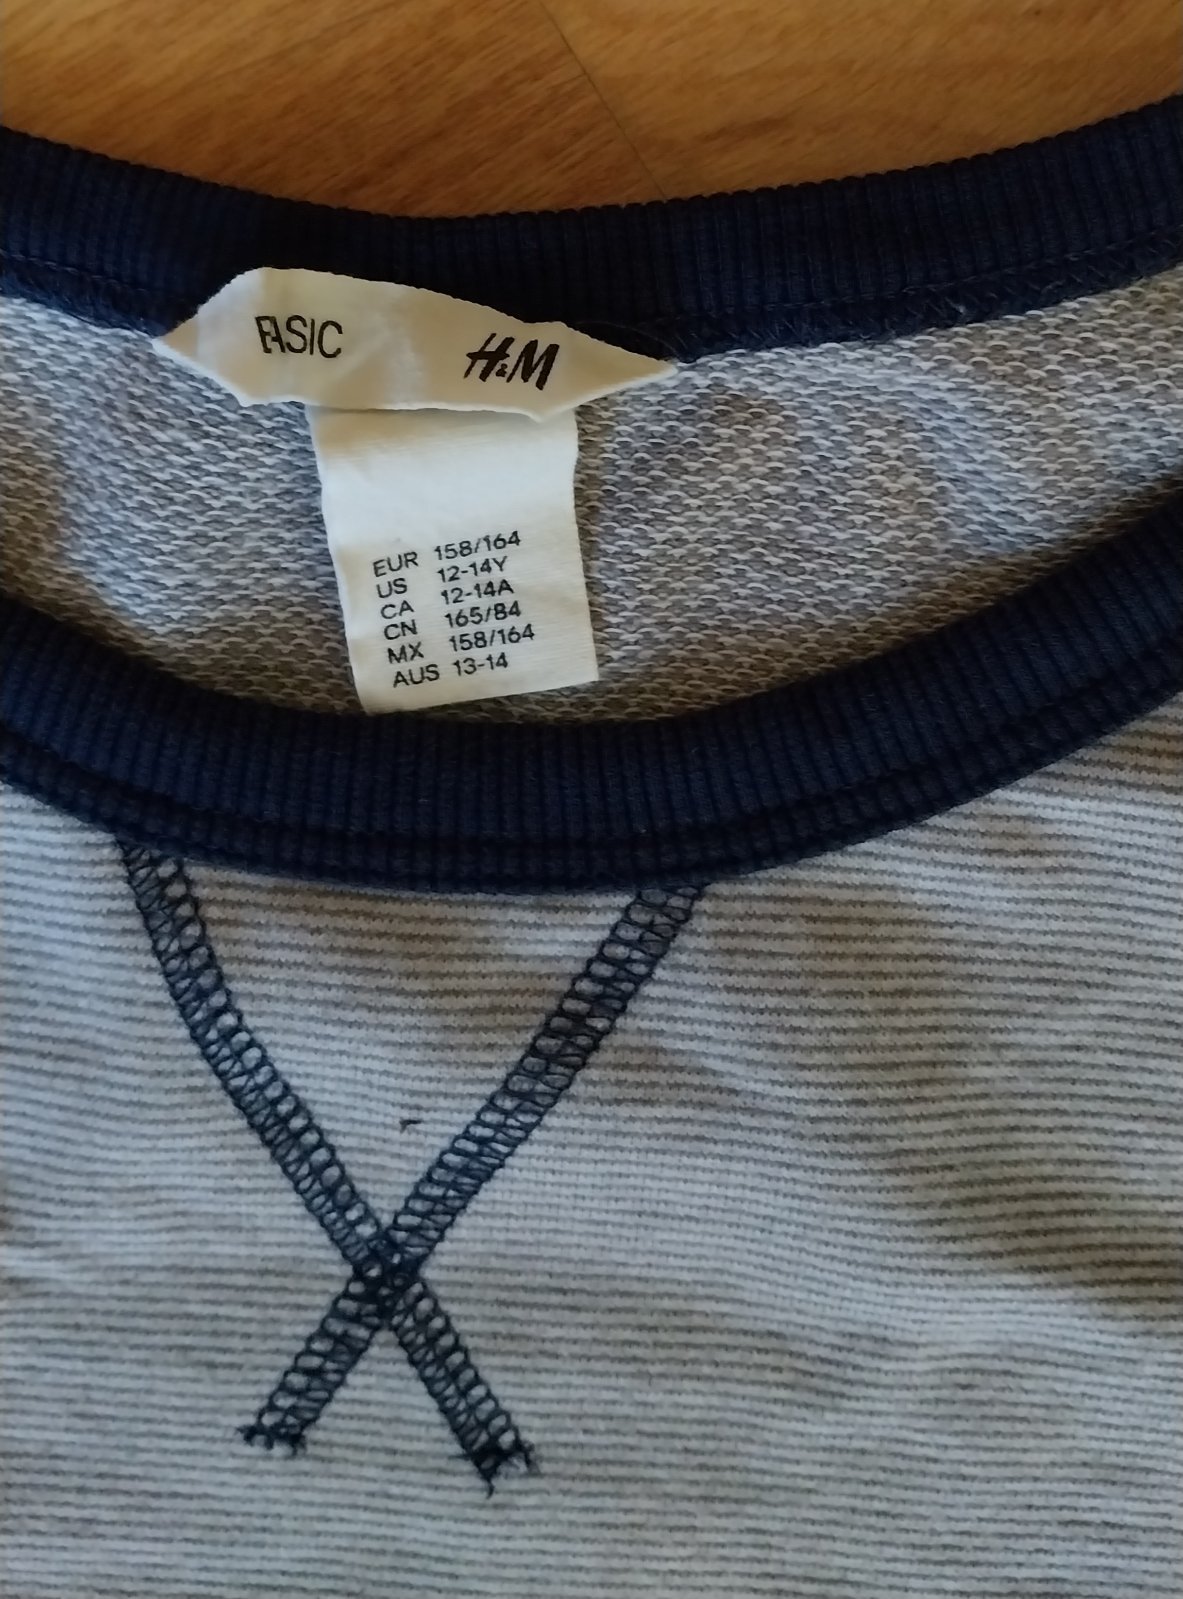 BASIC H&M
EUR 158/164
US 12-14Y
CA 12-14A
CN 165/84
MX 158/164
AUS 13-14